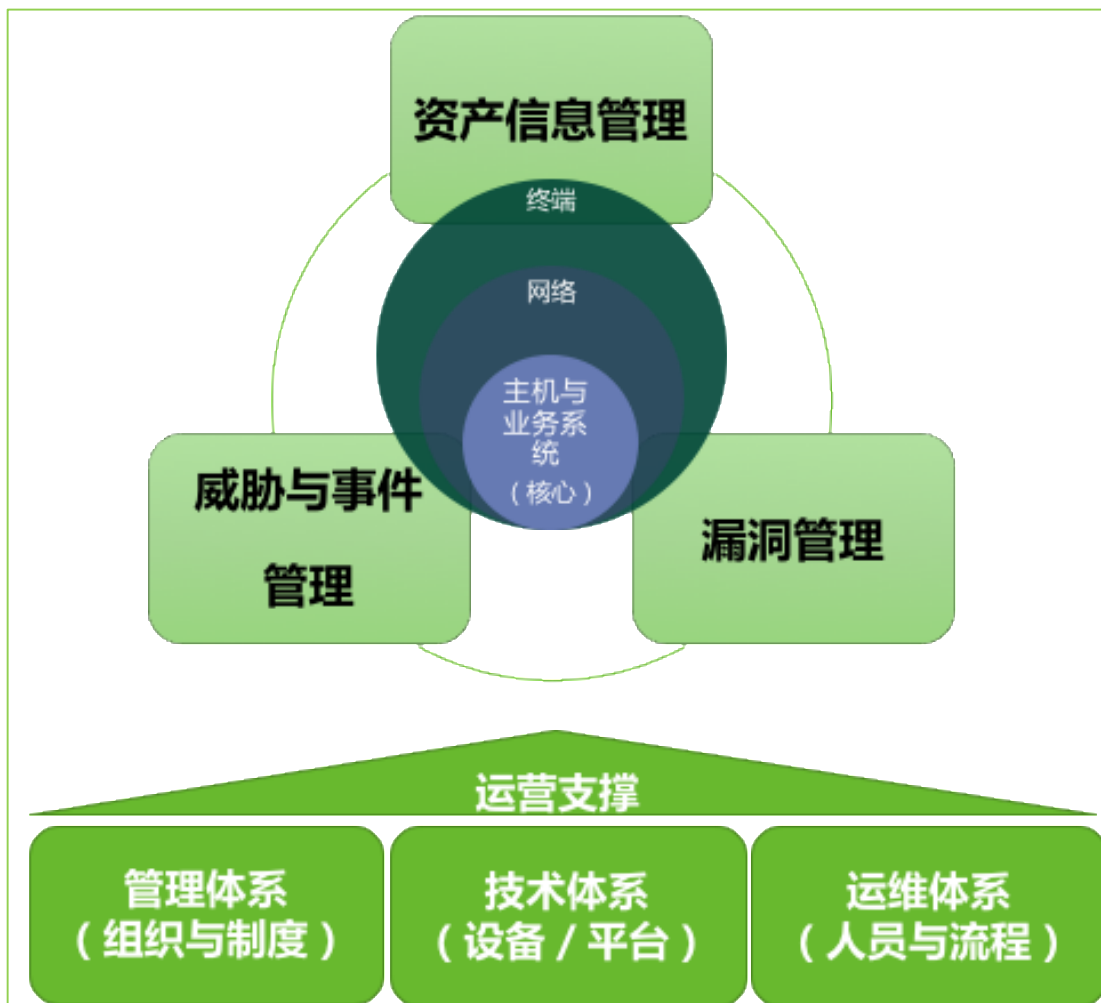 资产信息管理
终端
网络
主机与
业务系
统
（核心）
威胁与事件
管理
漏洞管理
运营支撑
管理体系
（组织与制度）
技术体系
（设备/平台）
运维体系
（人员与流程）